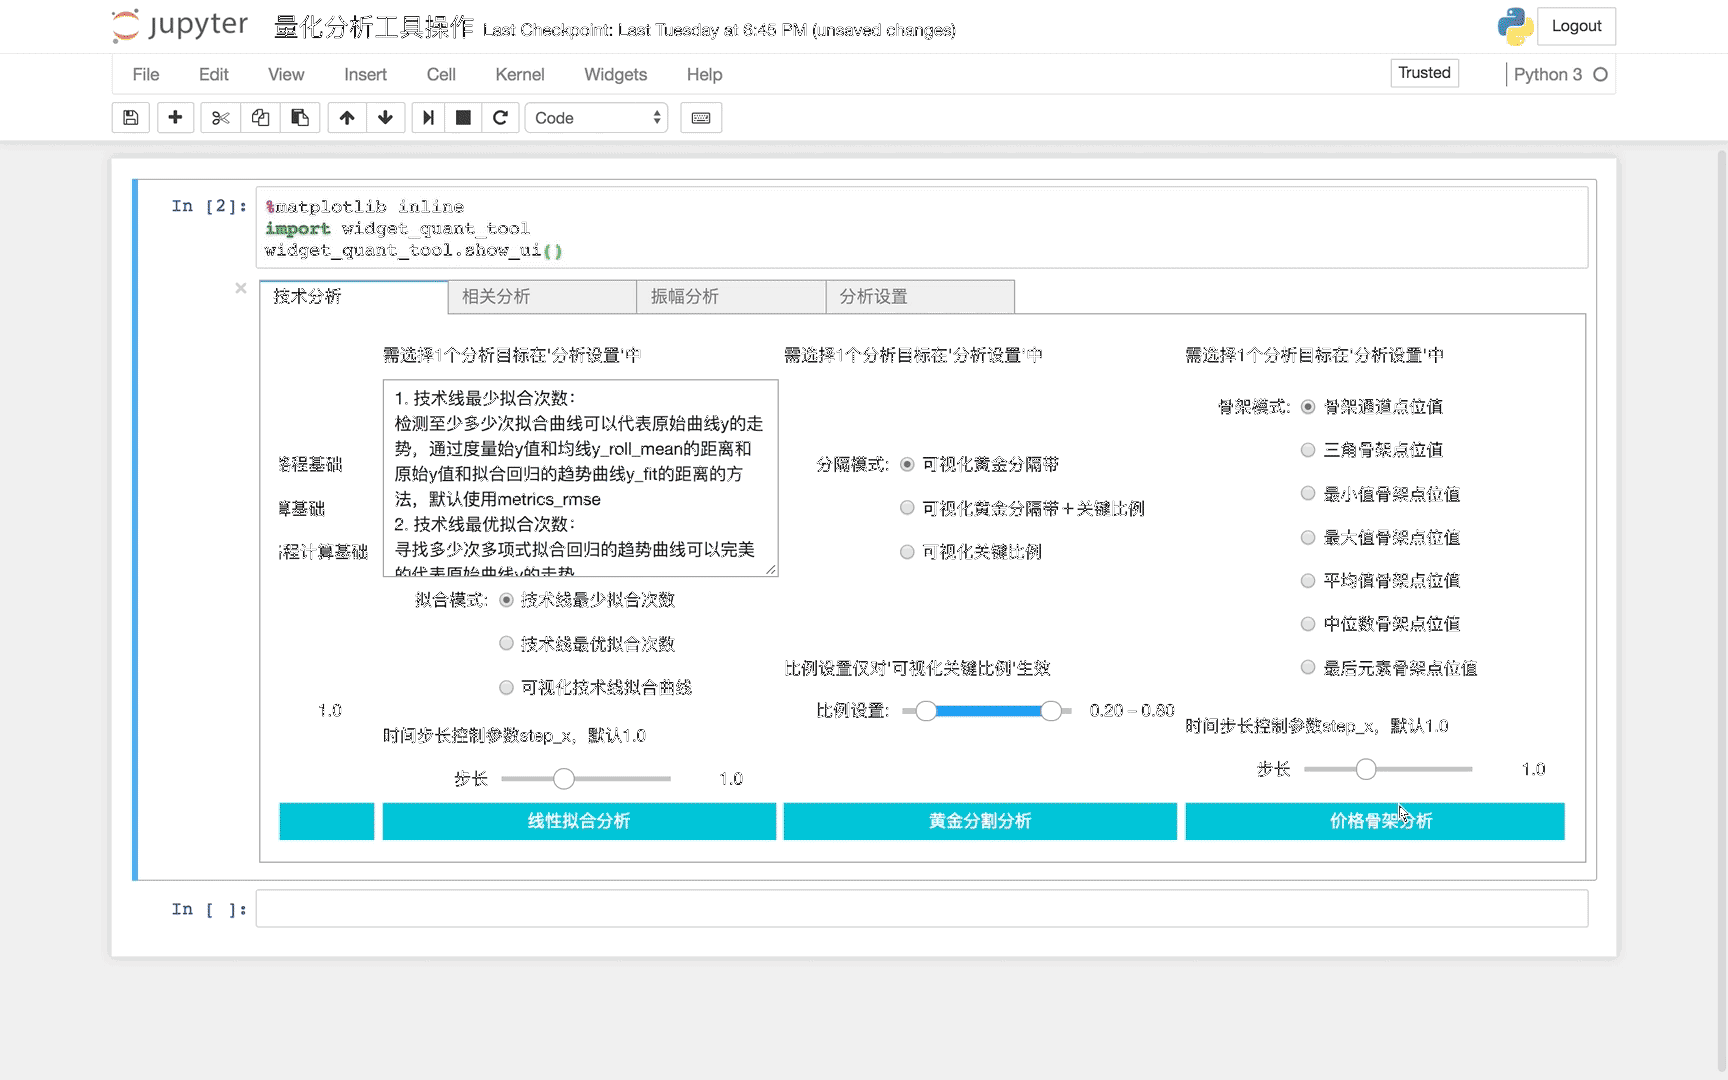 jupyter 量化分析工具操作 Last Checkpoint: Last Tuesday at 6:45 PM (unsaved changes) Logout
File Edit View Insert Cell Kernel Widgets Help Trusted Python 3
Code
In [2]: %matplotlib inline
import widget_quant_tool
widget_quant_tool.show_ui()
技术分析 相关分析 振幅分析 分析设置
需选择1个分析目标在'分析设置'中
1. 技术线最少拟合次数：
检测至少多少次拟合曲线可以代表原始曲线y的走
势，通过度量始y值和均线y_roll_mean的距离和
原始y值和拟合回归的趋势曲线y_fit的距离的方
法，默认使用metrics_rmse
2. 技术线最优拟合次数：
寻找多少次多项式拟合回归的趋势曲线可以完美
的代表原始曲线y的走势
路程基础
算基础
程计算基础
1.0
拟合模式: 技术线最少拟合次数
技术线最优拟合次数
可视化技术线拟合曲线
时间步长控制参数step_x，默认1.0
步长 1.0
线性拟合分析
需选择1个分析目标在'分析设置'中
分隔模式: 可视化黄金分隔带
可视化黄金分隔带＋关键比例
可视化关键比例
比例设置仅对'可视化关键比例'生效
比例设置: 0.20 – 0.80
黄金分割分析
需选择1个分析目标在'分析设置'中
骨架模式: 骨架通道点位值
三角骨架点位值
最小值骨架点位值
最大值骨架点位值
平均值骨架点位值
中位数骨架点位值
最后元素骨架点位值
时间步长控制参数step_x，默认1.0
步长 1.0
价格骨架分析
In [ ]: